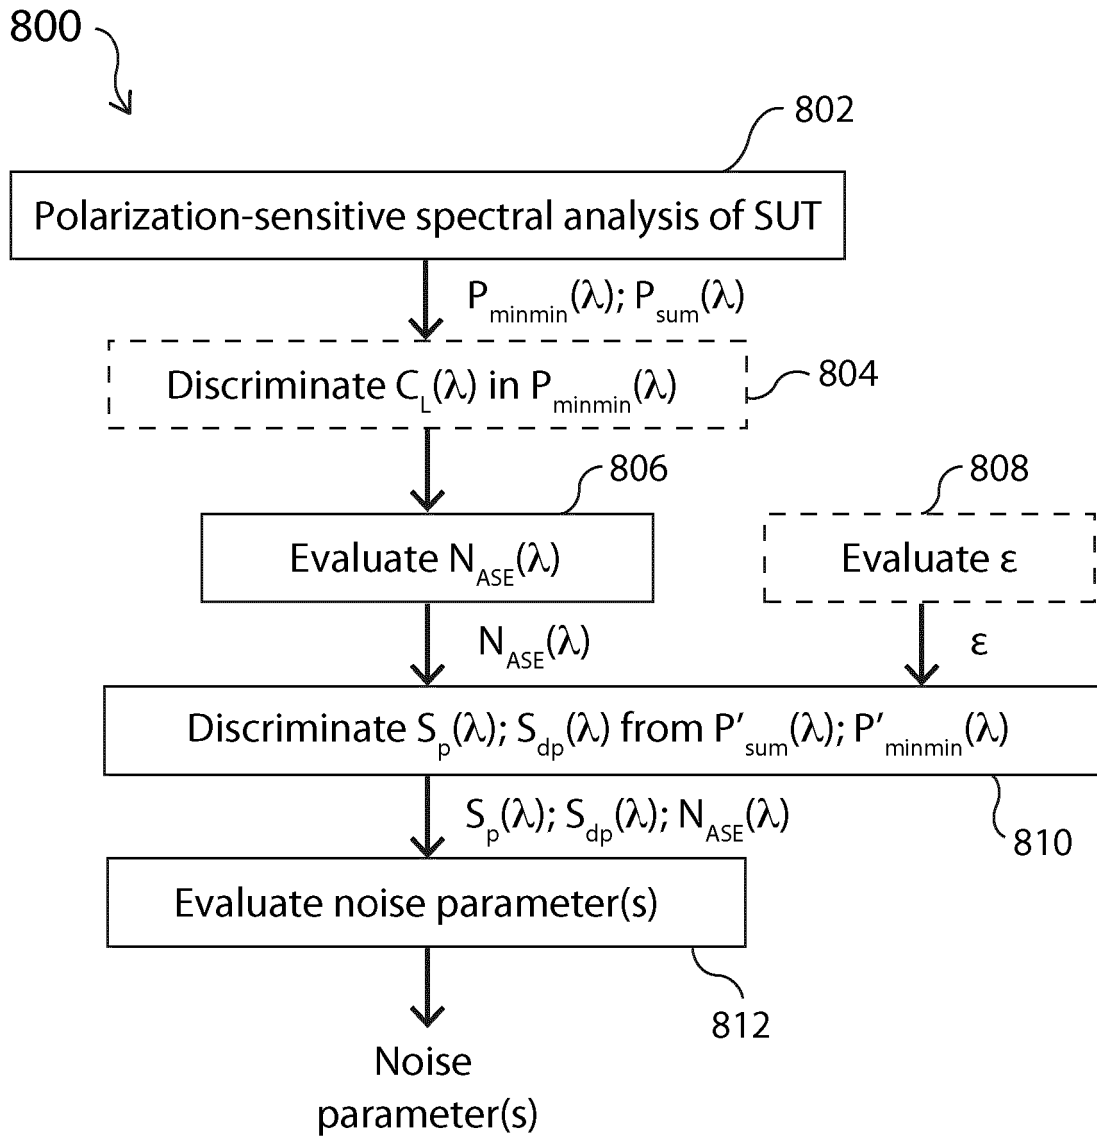 800
802
Polarization-sensitive spectral analysis of SUT
P_minmin(λ); P_sum(λ)
Discriminate C_L(λ) in P_minmin(λ)
804
806
808
Evaluate N_ASE(λ)
Evaluate ε
N_ASE(λ)
ε
Discriminate S_p(λ); S_dp(λ) from P'_sum(λ); P'_minmin(λ)
S_p(λ); S_dp(λ); N_ASE(λ)
810
Evaluate noise parameter(s)
812
Noise
parameter(s)